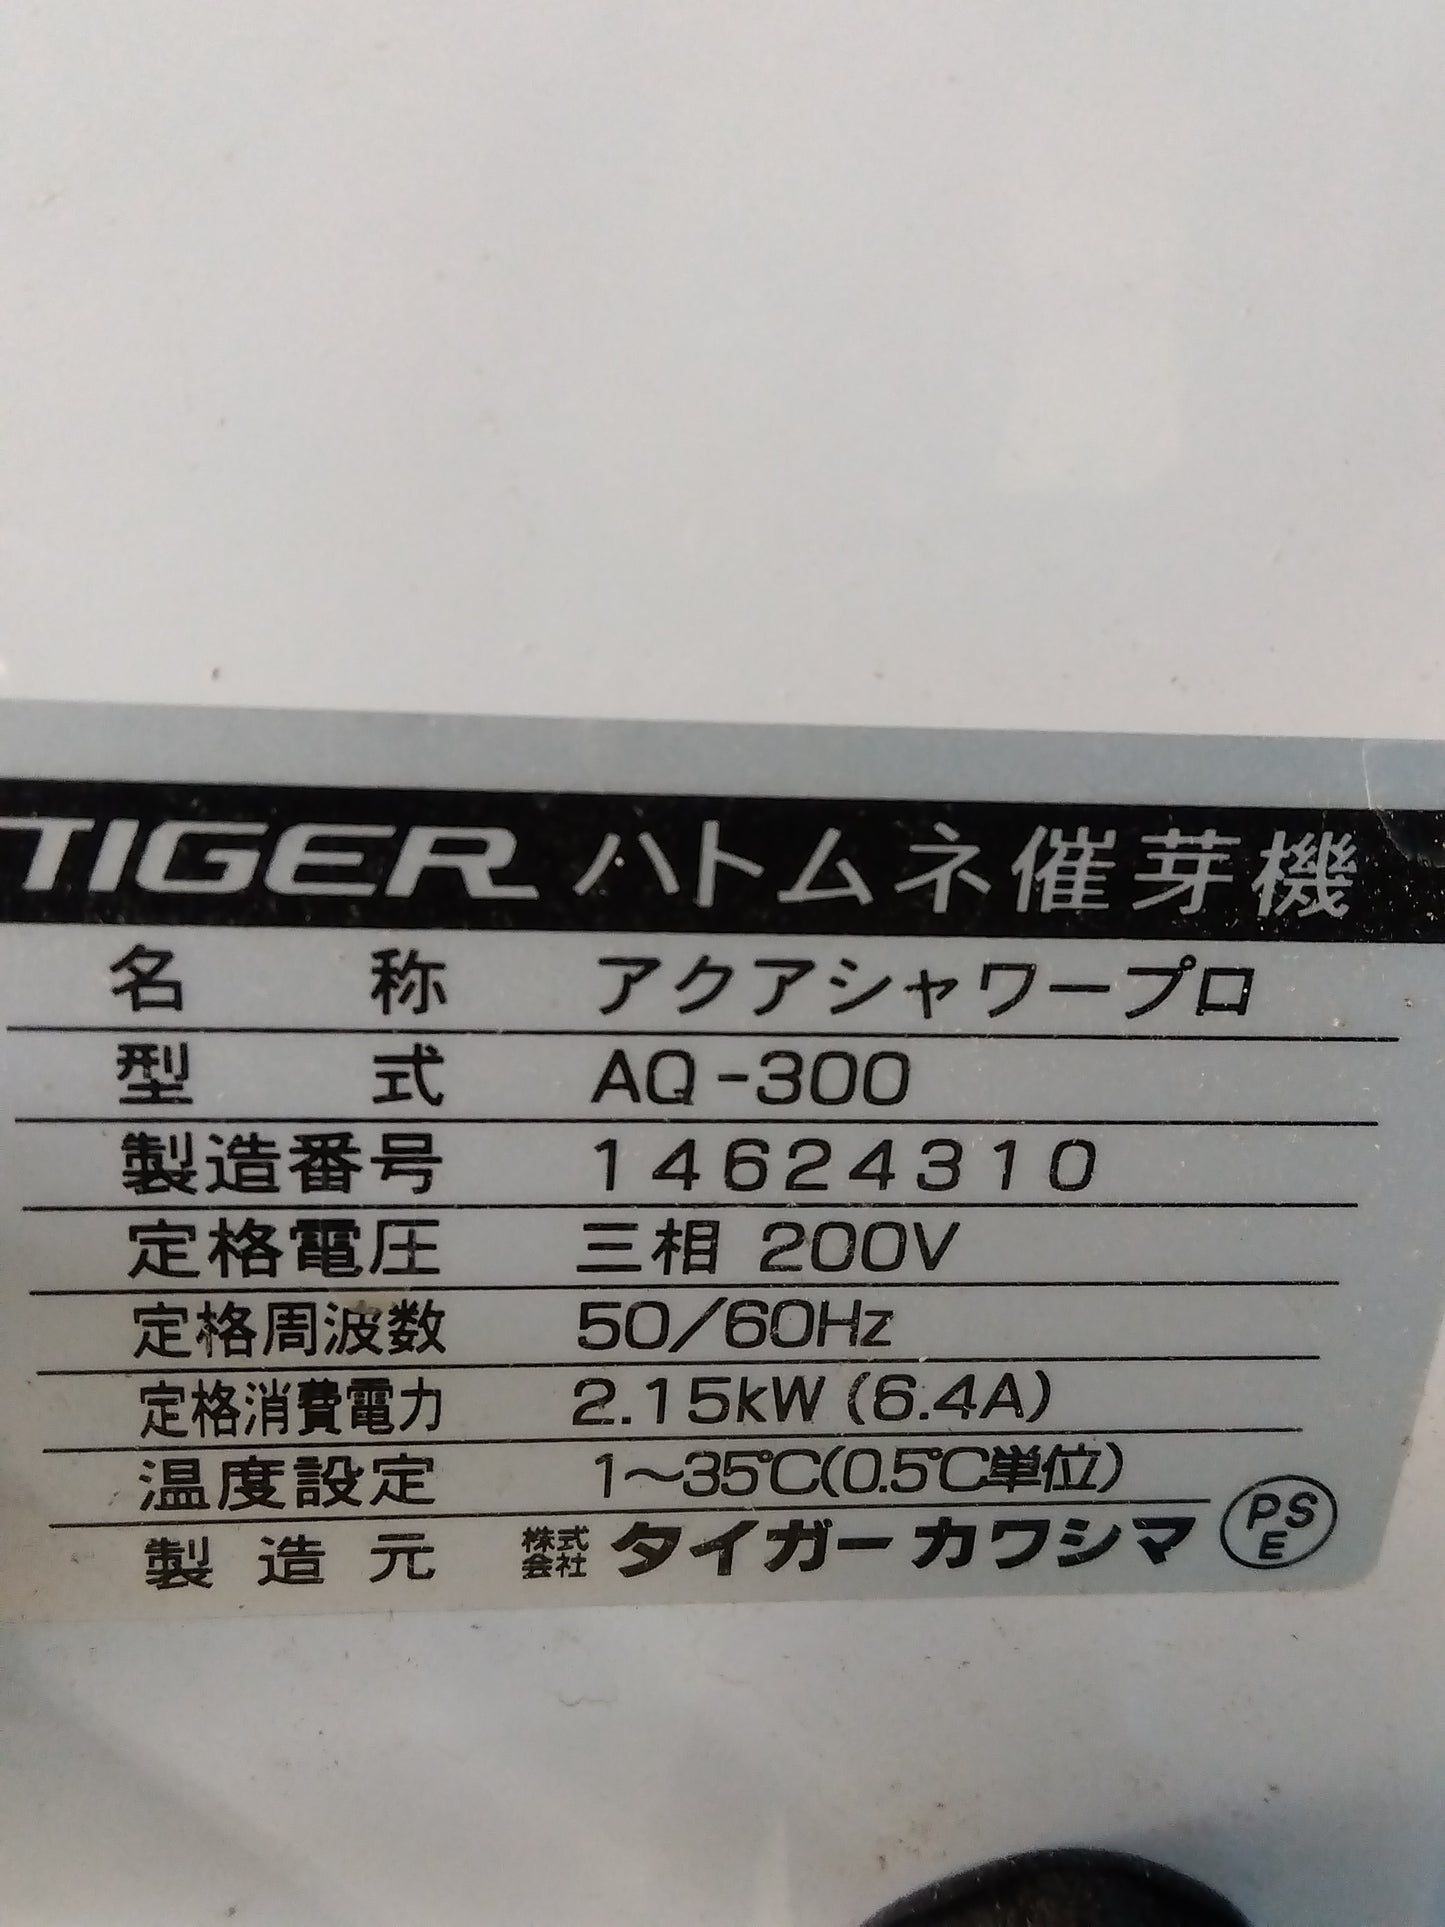 TIGER ハトムネ催芽機
名称 アクアシャワープロ
型式 AQ-300
製造番号 14624310
定格電圧 三相 200V
定格周波数 50/60Hz
定格消費電力 2.15kW (6.4A)
温度設定 1～35℃(0.5℃単位)
製造元 株式会社 タイガーカワシマ PSE